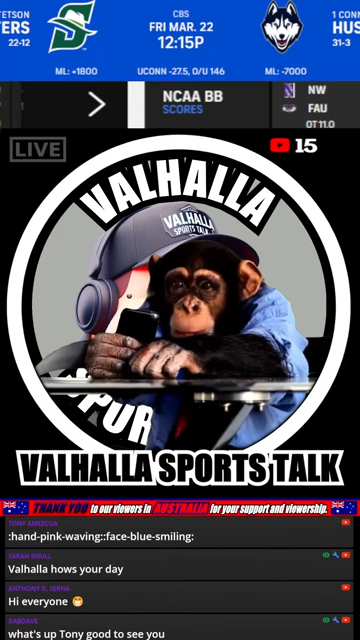 TETSON
ERS
22-12
CBS
FRI MAR. 22
12:15P
1 CONN
HUS
31-3
ML: +1800
UCONN -27.5, O/U 146
ML: -7000
NCAA BB
SCORES
NW
FAU
OT 11.0
LIVE
15
VALHALLA
VALHALLA
SPORTS TALK
SPOR
VALHALLA SPORTS TALK
THANK YOU to our viewers in AUSTRALIA for your support and viewership.
TONY AMEZCUA
:hand-pink-waving::face-blue-smiling:
SARAH SMULL
Valhalla hows your day
ANTHONY D. SERNA
Hi everyone 😁
DABDAVE
what's up Tony good to see you